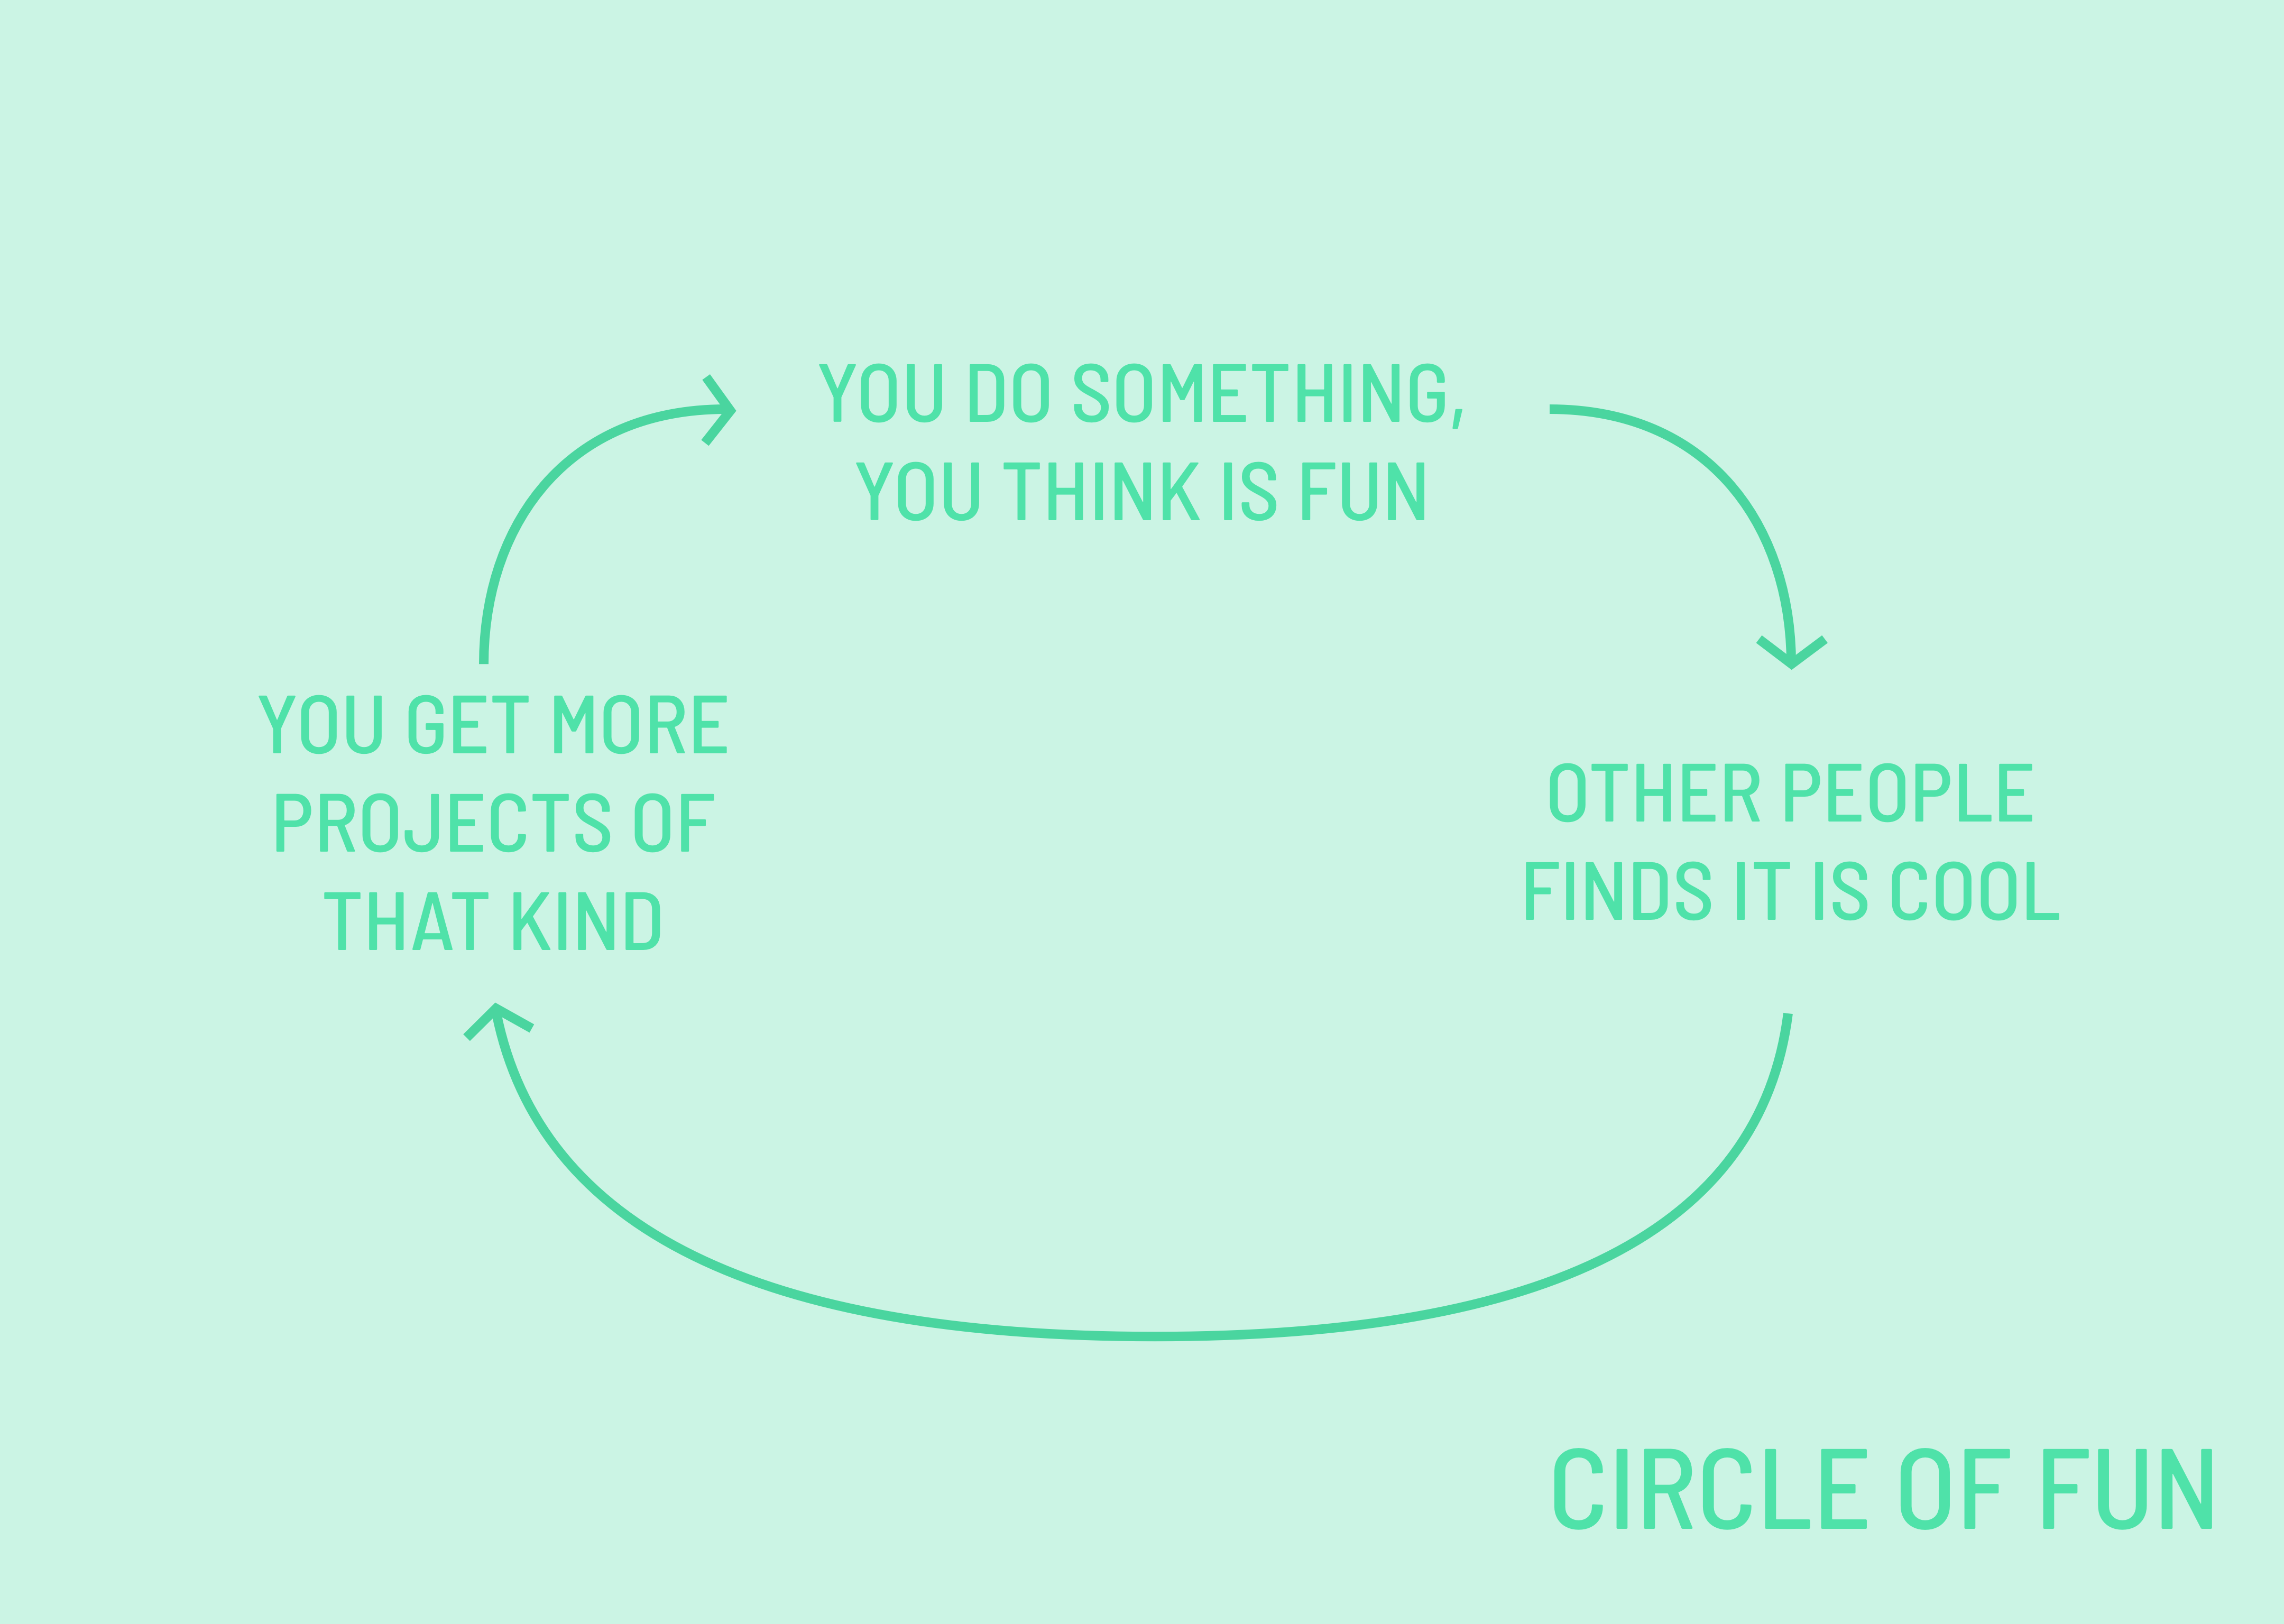 YOU DO SOMETHING,
YOU THINK IS FUN
OTHER PEOPLE
FINDS IT IS COOL
YOU GET MORE
PROJECTS OF
THAT KIND
CIRCLE OF FUN